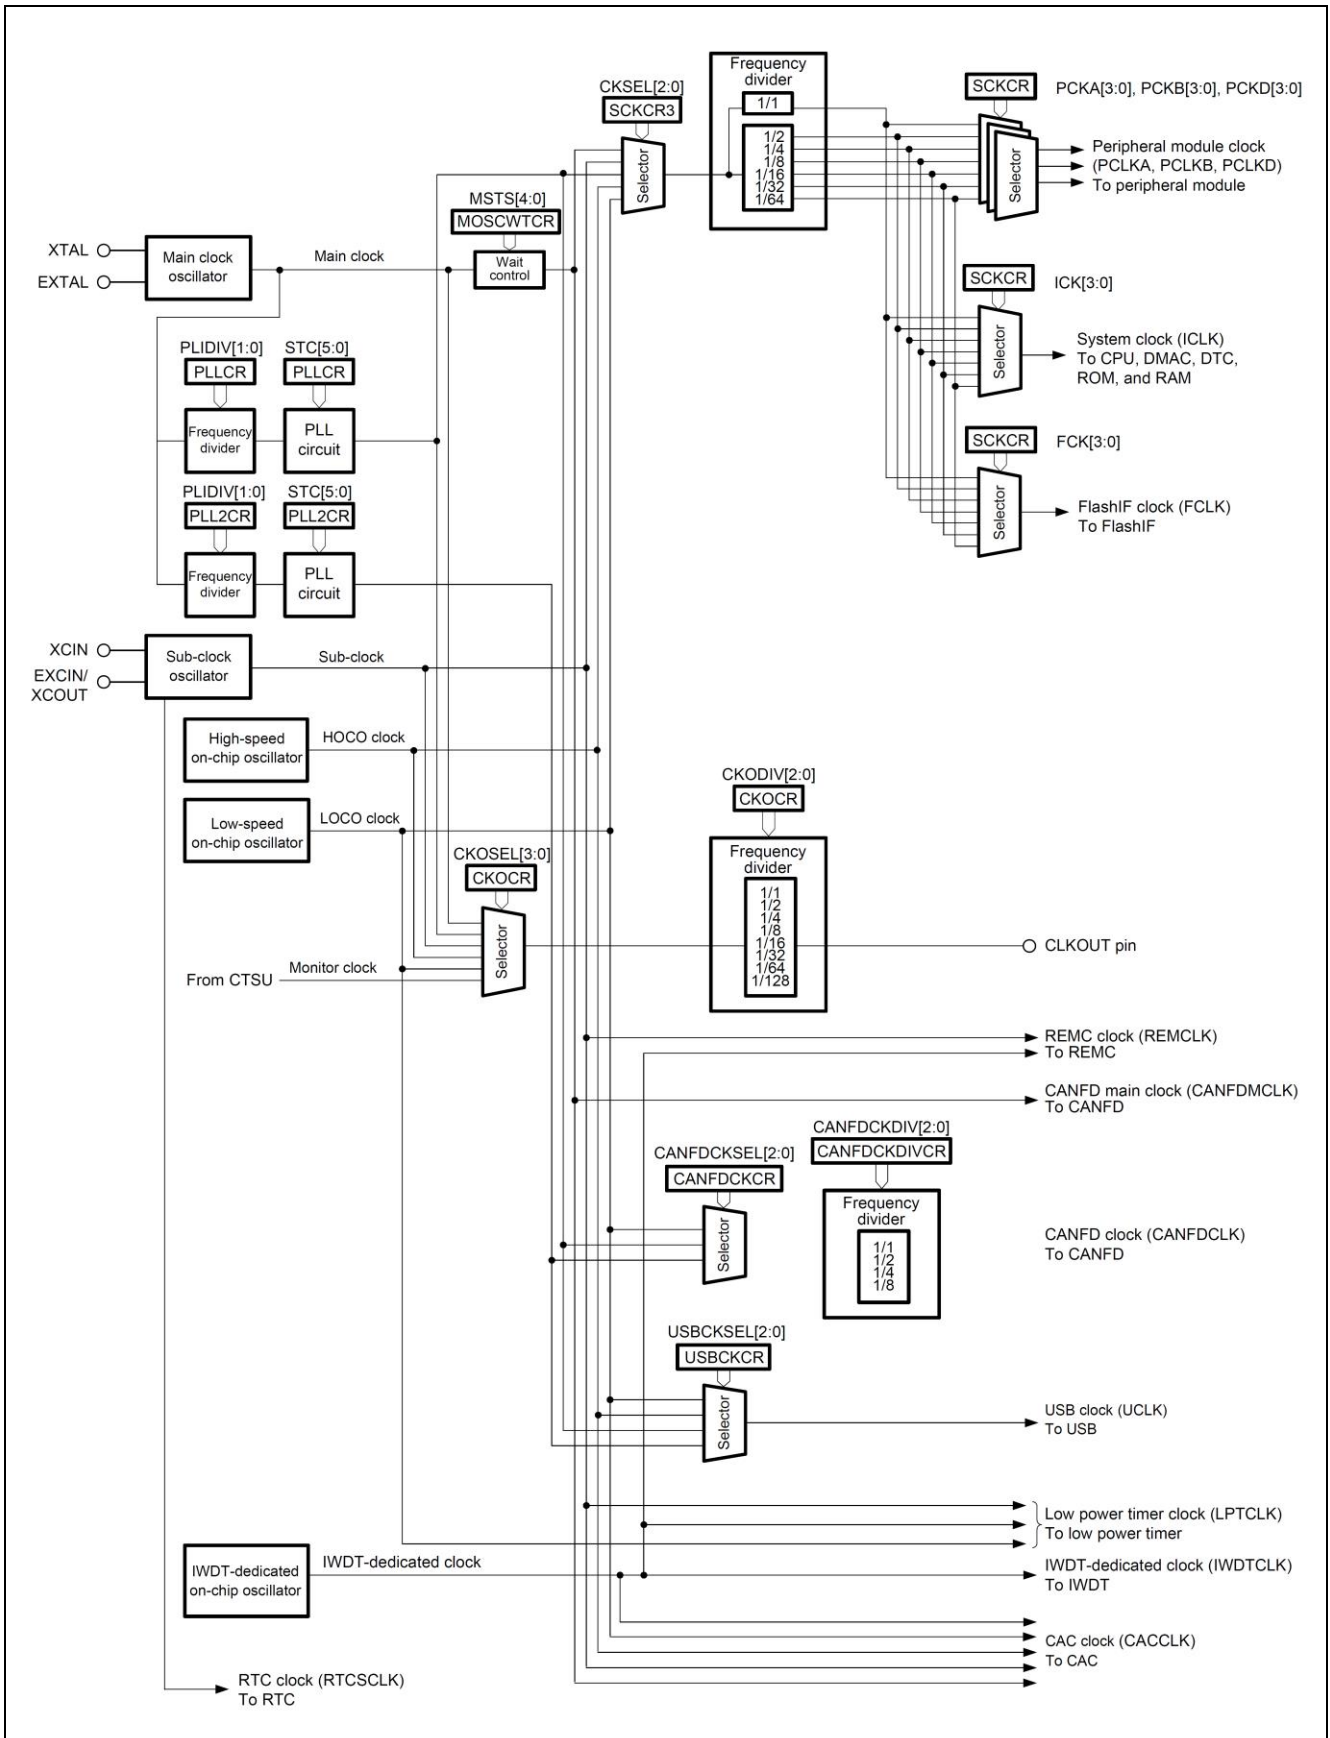 Frequency
divider
1/1
1/2
1/4
1/8
1/16
1/32
1/64
CKSEL[2:0]
SCKCR3
Selector
SCKCR
PCKA[3:0], PCKB[3:0], PCKD[3:0]
Selector
Peripheral module clock
(PCLKA, PCLKB, PCLKD)
To peripheral module
MSTS[4:0]
MOSCWTCR
Wait
control
XTAL
EXTAL
Main clock
oscillator
Main clock
SCKCR
ICK[3:0]
Selector
System clock (ICLK)
To CPU, DMAC, DTC,
ROM, and RAM
PLIDIV[1:0]
PLLCR
STC[5:0]
PLLCR
Frequency
divider
PLL
circuit
SCKCR
FCK[3:0]
Selector
FlashIF clock (FCLK)
To FlashIF
PLIDIV[1:0]
PLL2CR
STC[5:0]
PLL2CR
Frequency
divider
PLL
circuit
XCIN
EXCIN/
XCOUT
Sub-clock
oscillator
Sub-clock
High-speed
on-chip oscillator
HOCO clock
Low-speed
on-chip oscillator
LOCO clock
CKODIV[2:0]
CKOCR
Frequency
divider
1/1
1/2
1/4
1/8
1/16
1/32
1/64
1/128
CKOSEL[3:0]
CKOCR
Selector
From CTSU
Monitor clock
CLKOUT pin
REMC clock (REMCLK)
To REMC
CANFD main clock (CANFDMCLK)
To CANFD
CANFDCKSEL[2:0]
CANFDCKCR
Selector
CANFDCKDIV[2:0]
CANFDCKDIVCR
Frequency
divider
1/1
1/2
1/4
1/8
CANFD clock (CANFDCLK)
To CANFD
USBCKSEL[2:0]
USBCKCR
Selector
USB clock (UCLK)
To USB
Low power timer clock (LPTCLK)
To low power timer
IWDT-dedicated
on-chip oscillator
IWDT-dedicated clock
IWDT-dedicated clock (IWDTCLK)
To IWDT
CAC clock (CACCLK)
To CAC
RTC clock (RTCSCLK)
To RTC